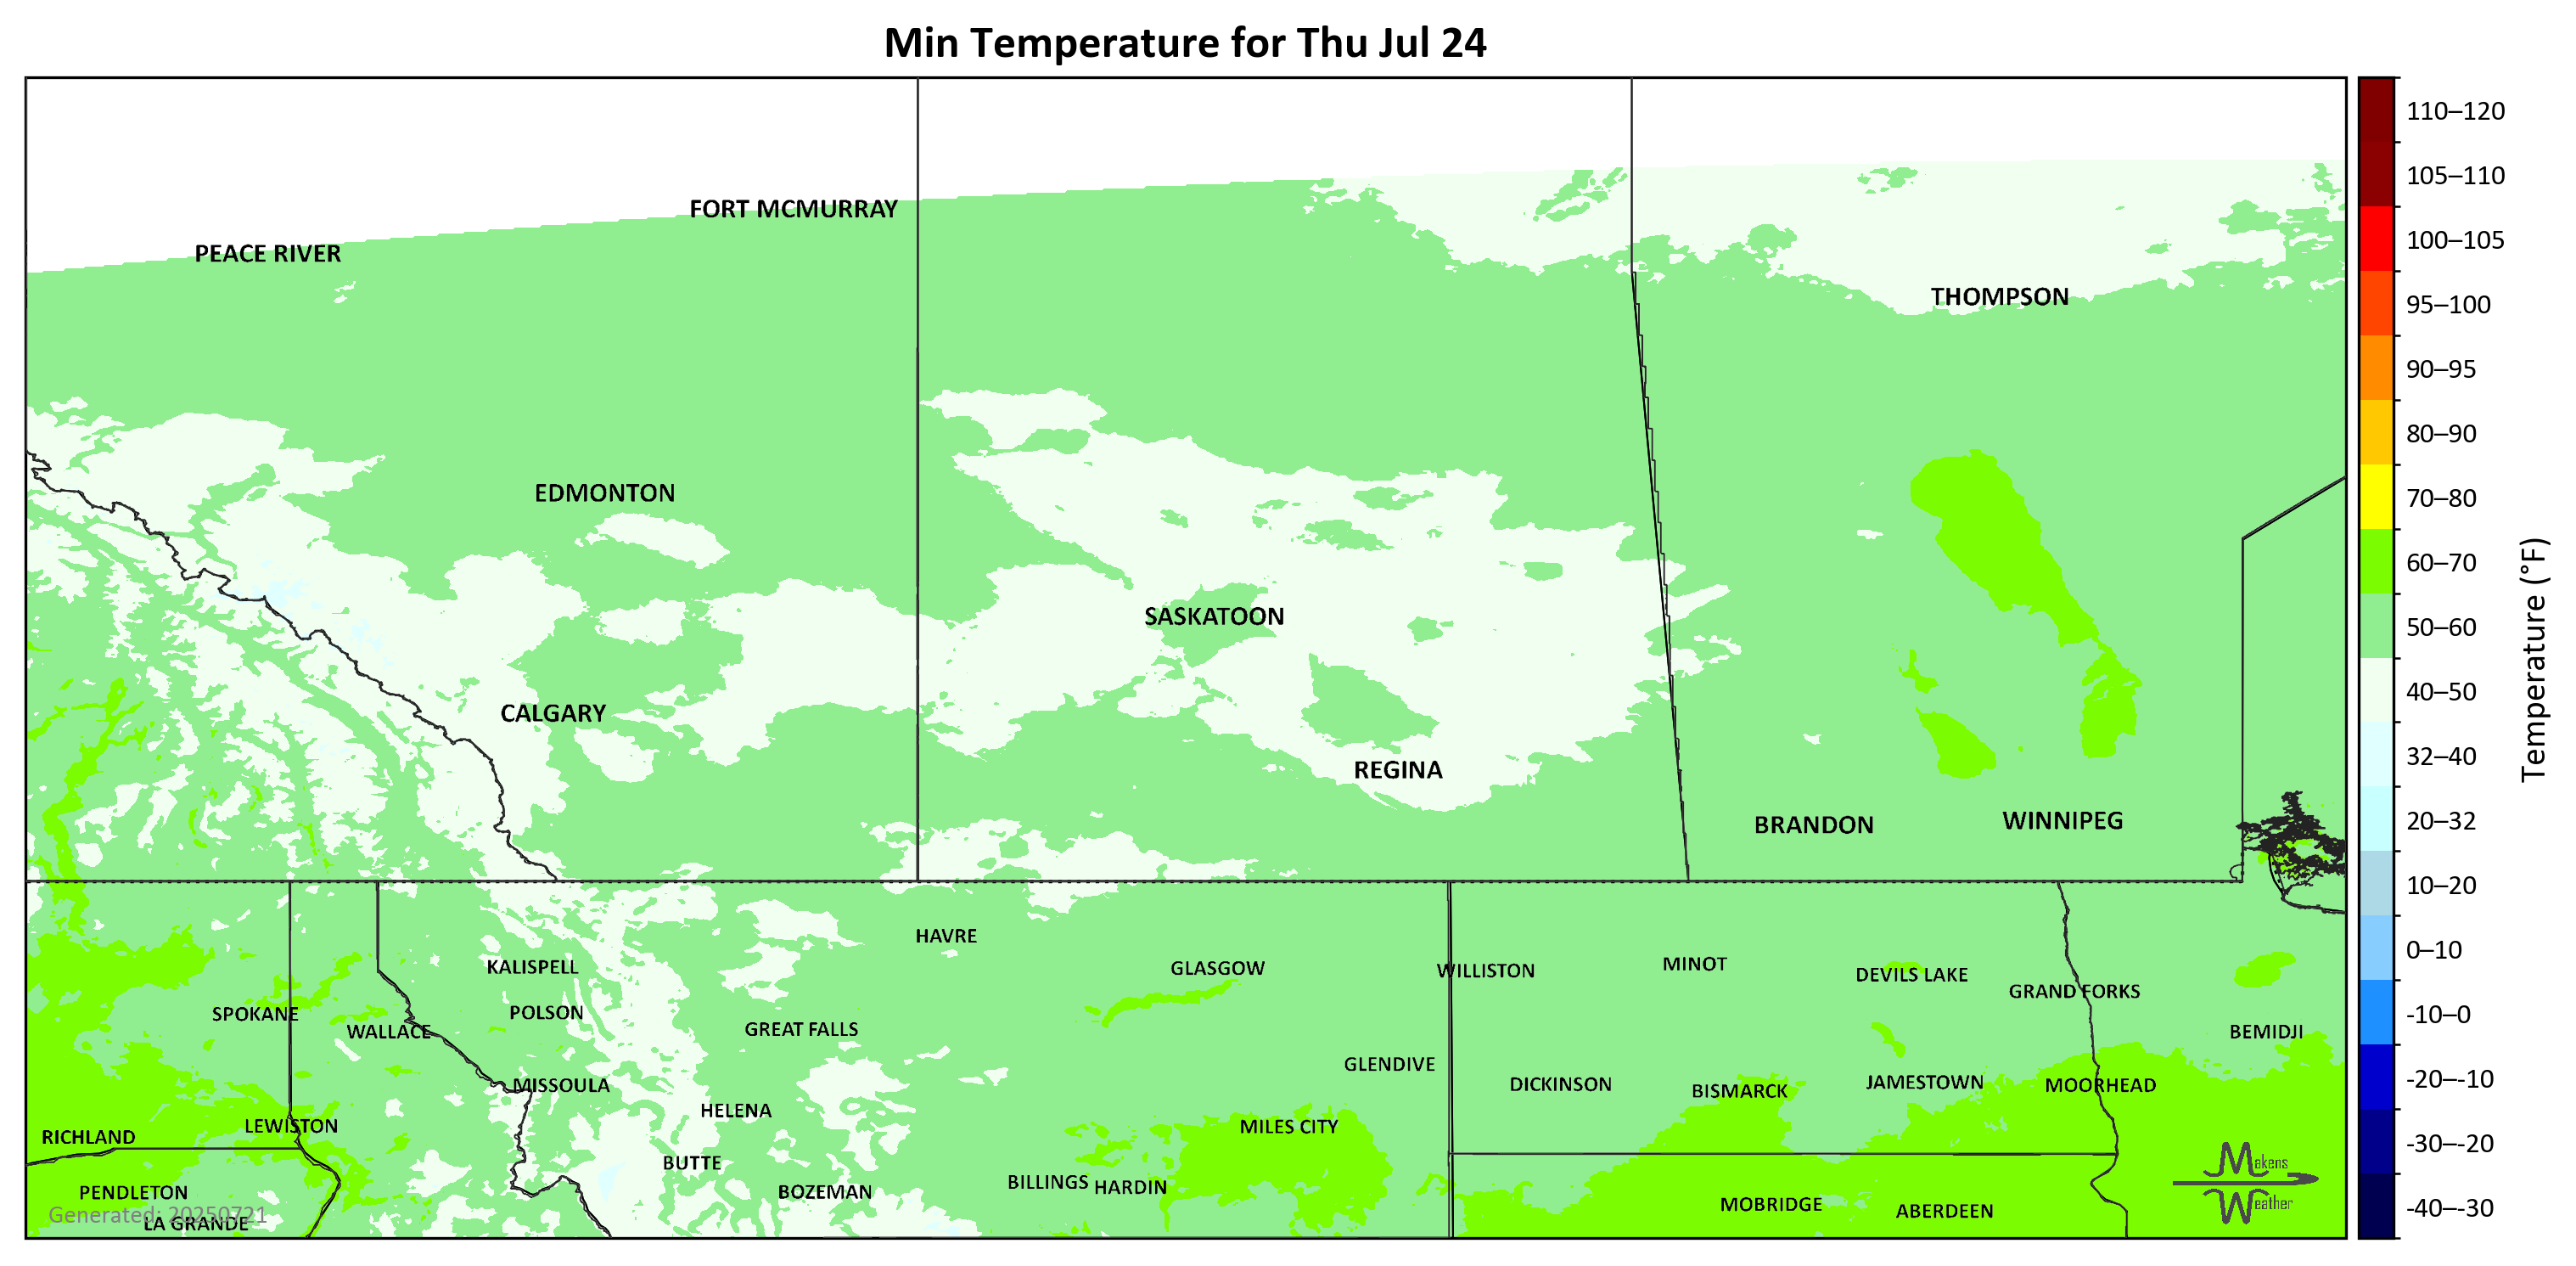 Min Temperature for Thu Jul 24
FORT MCMURRAY
PEACE RIVER
THOMPSON
EDMONTON
SASKATOON
CALGARY
REGINA
BRANDON
WINNIPEG
HAVRE
KALISPELL
GLASGOW
WILLISTON
MINOT
DEVILS LAKE
GRAND FORKS
SPOKANE
POLSON
WALLACE
GREAT FALLS
BEMIDJI
GLENDIVE
MISSOULA
DICKINSON
BISMARCK
JAMESTOWN
MOORHEAD
HELENA
LEWISTON
MILES CITY
RICHLAND
BUTTE
BILLINGS
HARDIN
PENDLETON
BOZEMAN
MOBRIDGE
ABERDEEN
LA GRANDE
Generated: 20250721
Makens
Weather
110–120
105–110
100–105
95–100
90–95
80–90
70–80
60–70
50–60
40–50
32–40
20–32
10–20
0–10
-10–0
-20–-10
-30–-20
-40–-30
Temperature (°F)